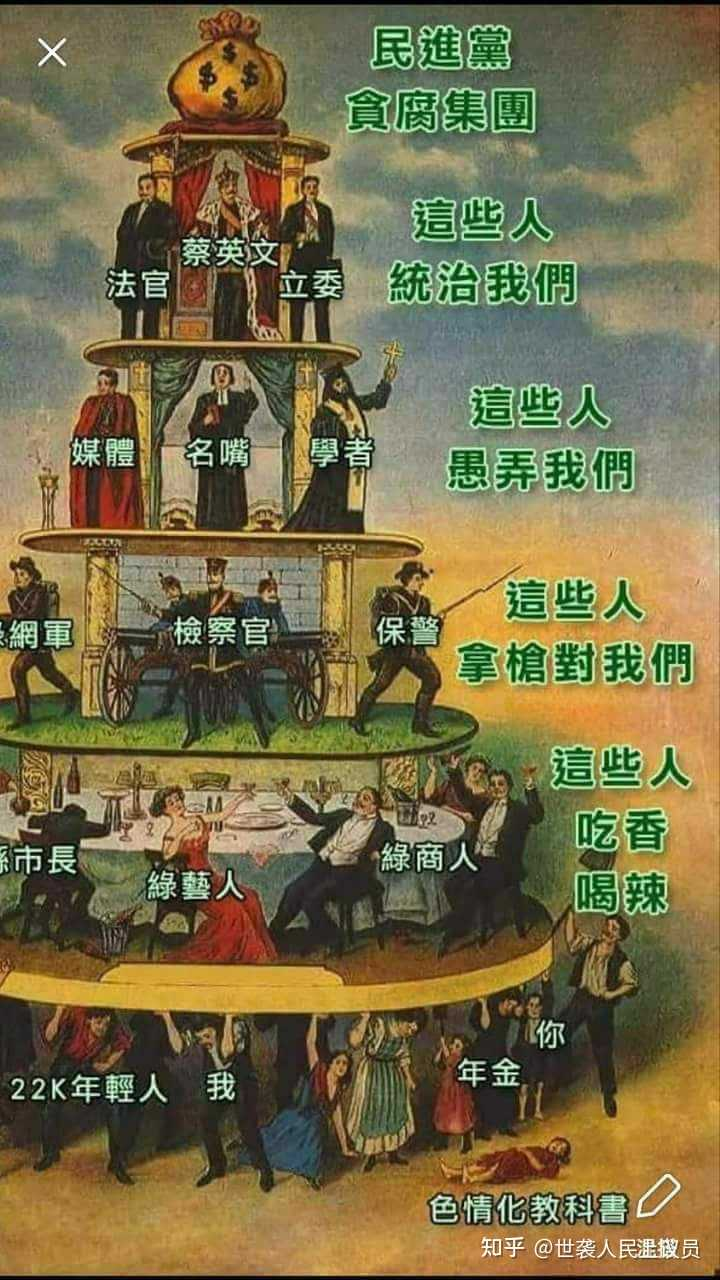 民進黨
貪腐集團
這些人
統治我們
蔡英文
法官
立委
這些人
愚弄我們
媒體
名嘴
學者
這些人
拿槍對我們
網軍
檢察官
保警
這些人
吃香
喝辣
市長
綠藝人
綠商人
你
年金
22K年輕人
我
色情化教科書
知乎 @世袭人民
员